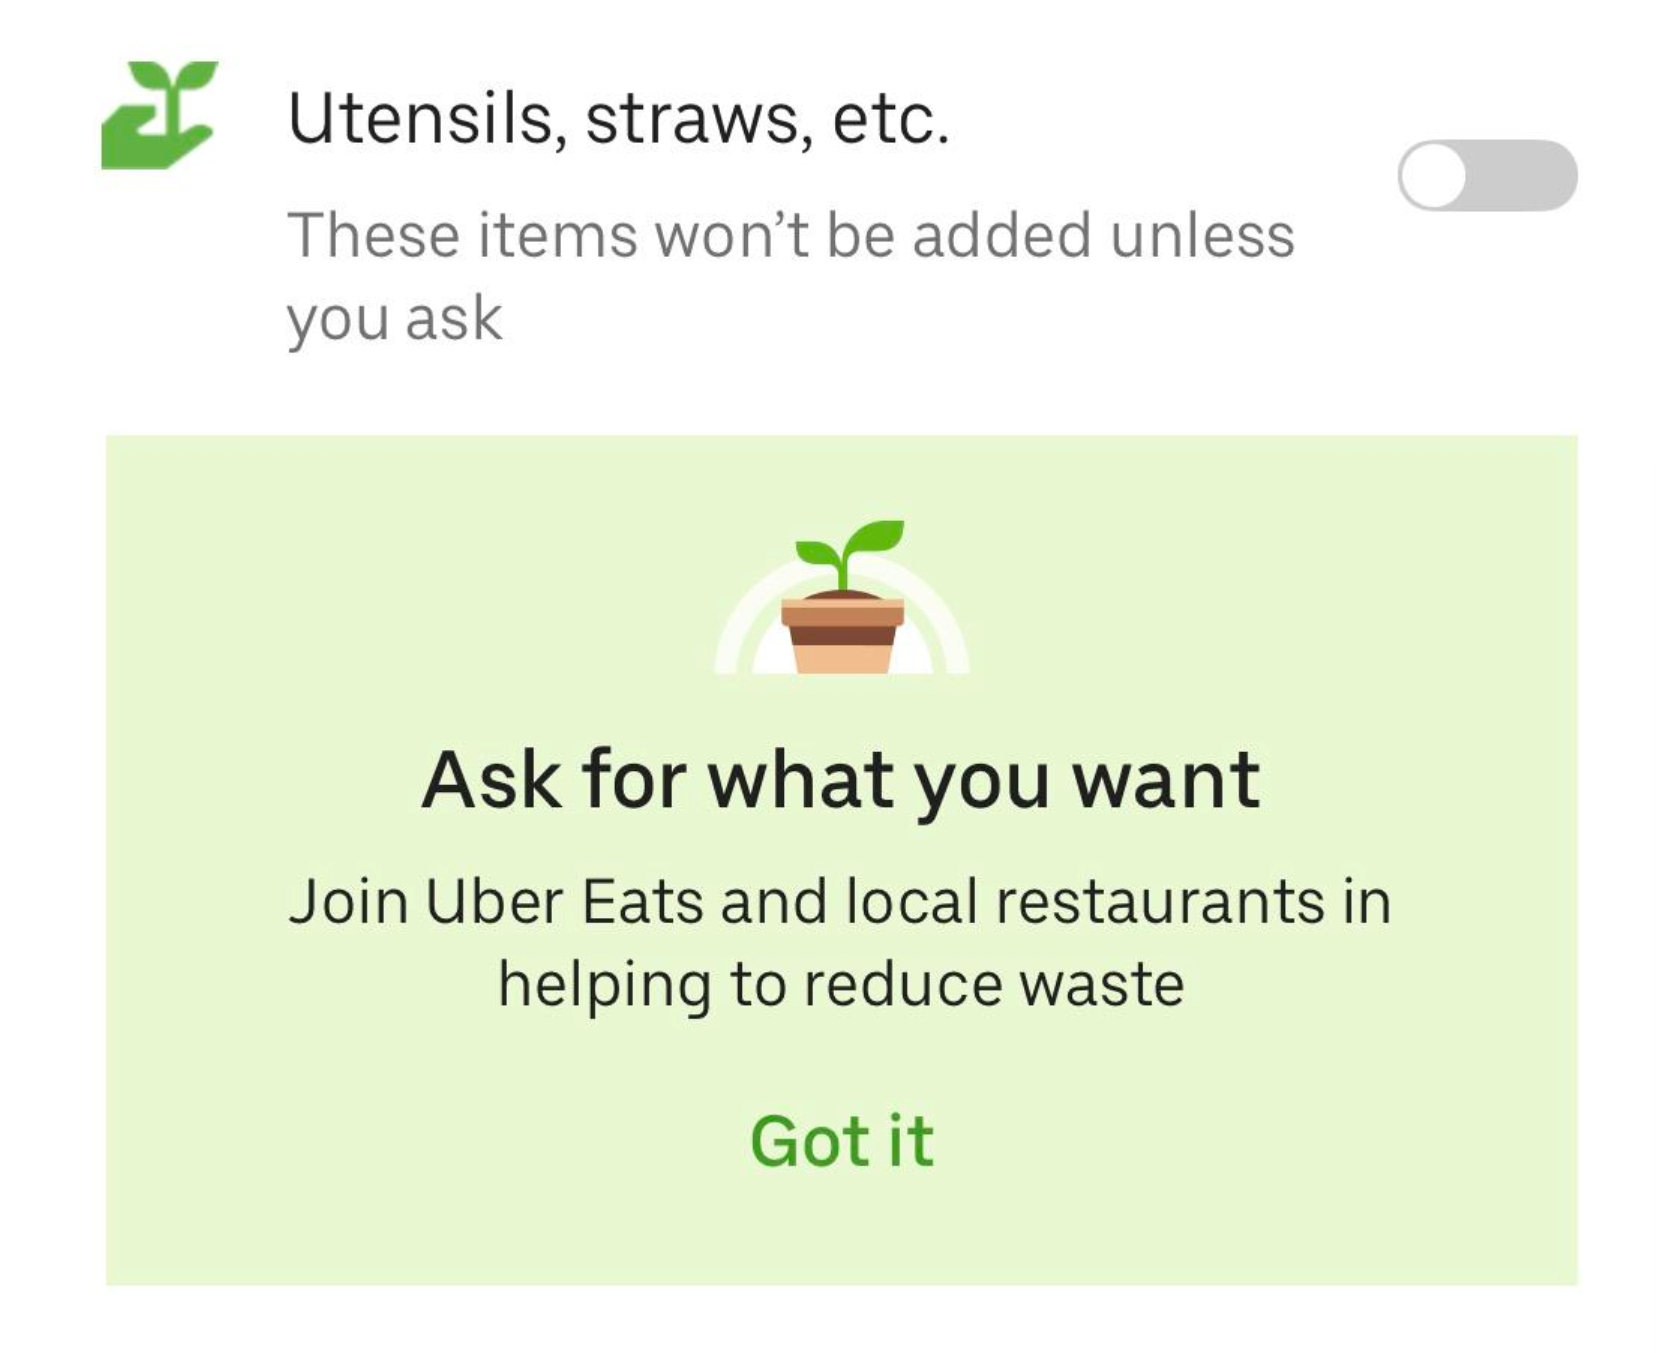 Utensils, straws, etc.
These items won’t be added unless
you ask
Ask for what you want
Join Uber Eats and local restaurants in
helping to reduce waste
Got it